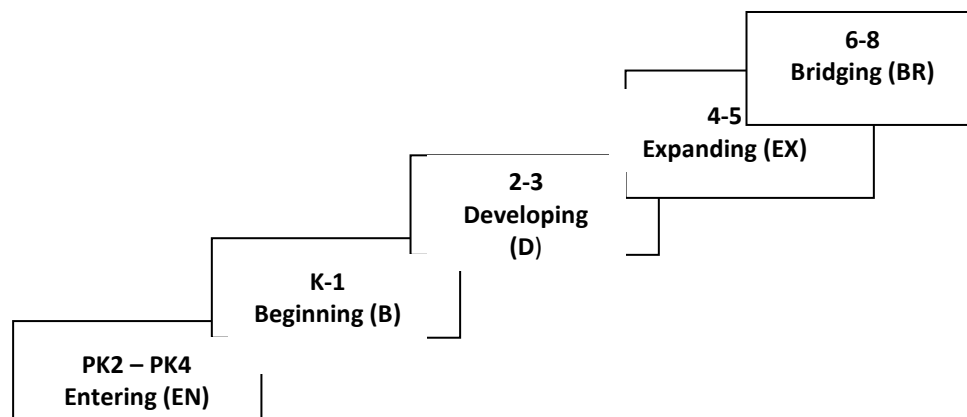 6-8
Bridging (BR)
4-5
Expanding (EX)
2-3
Developing
(D)
K-1
Beginning (B)
PK2 – PK4
Entering (EN)